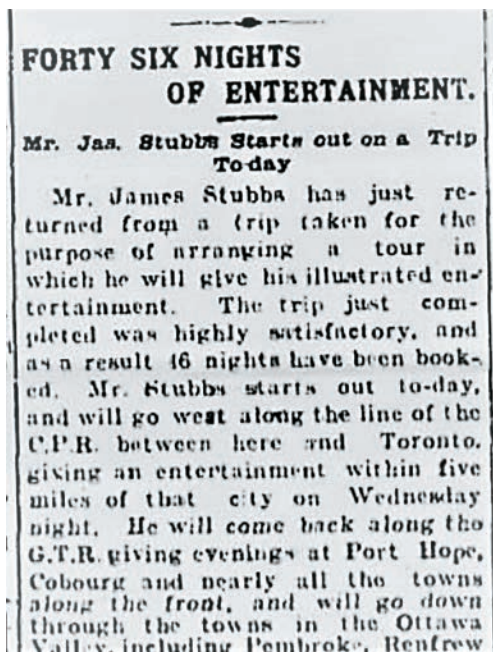 FORTY SIX NIGHTS
OF ENTERTAINMENT.
Mr. Jas. Stubbs Starts out on a Trip
To-day
Mr. James Stubbs has just re-
turned from a trip taken for the
purpose of arranging a tour in
which he will give his illustrated en-
tertainment. The trip just com-
pleted was highly satisfactory, and
as a result 46 nights have been book-
ed. Mr. Stubbs starts out to-day,
and will go west along the line of the
C.P.R. between here and Toronto,
giving an entertainment within five
miles of that city on Wednesday
night. He will come back along the
G.T.R. giving evenings at Port Hope,
Cobourg and nearly all the towns
along the front, and will go down
through the towns in the Ottawa
Valley, including Pembroke, Renfrew